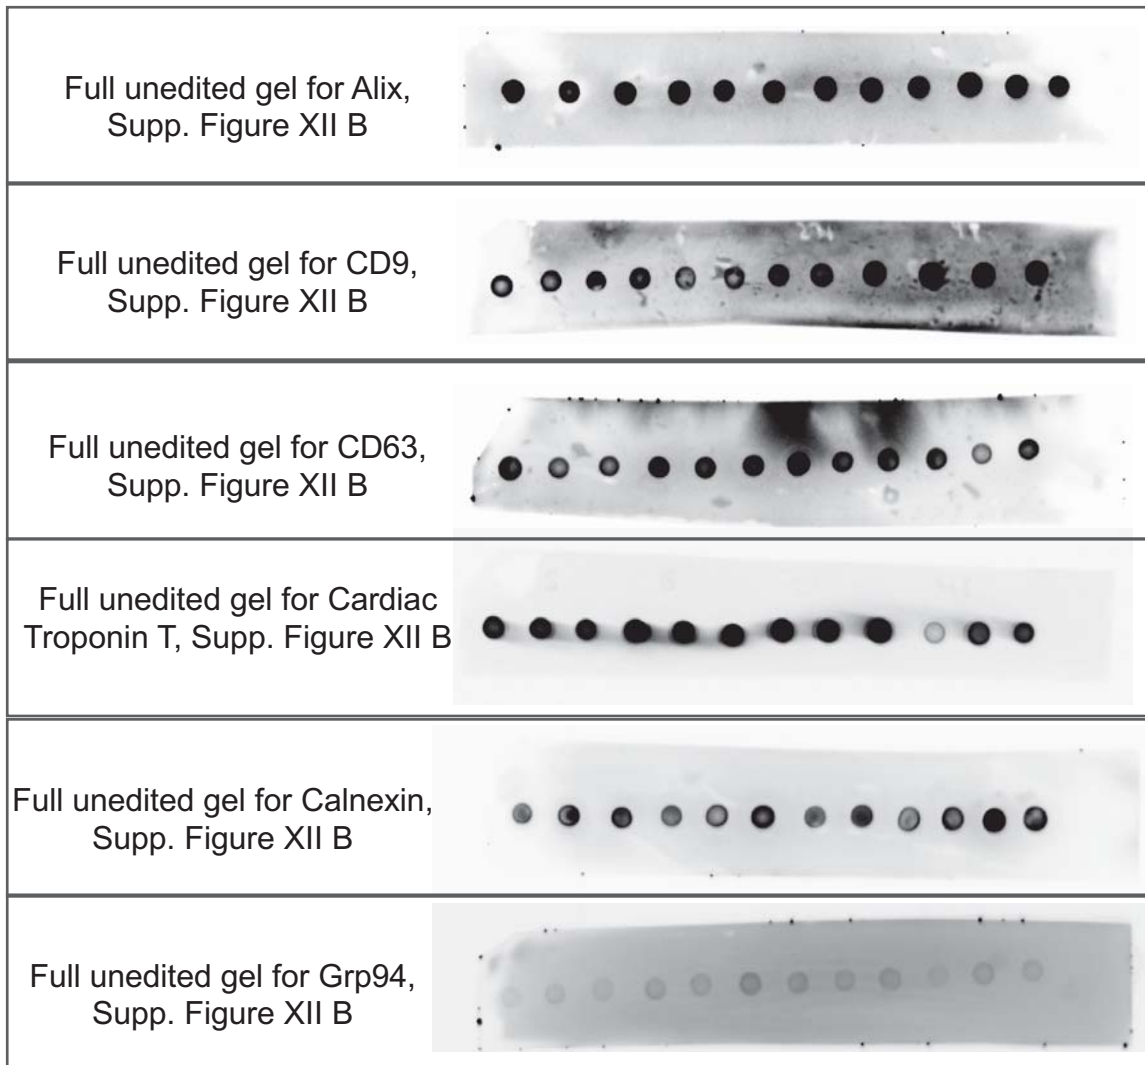 Full unedited gel for Alix,
Supp. Figure XII B
Full unedited gel for CD9,
Supp. Figure XII B
Full unedited gel for CD63,
Supp. Figure XII B
Full unedited gel for Cardiac
Troponin T, Supp. Figure XII B
Full unedited gel for Calnexin,
Supp. Figure XII B
Full unedited gel for Grp94,
Supp. Figure XII B